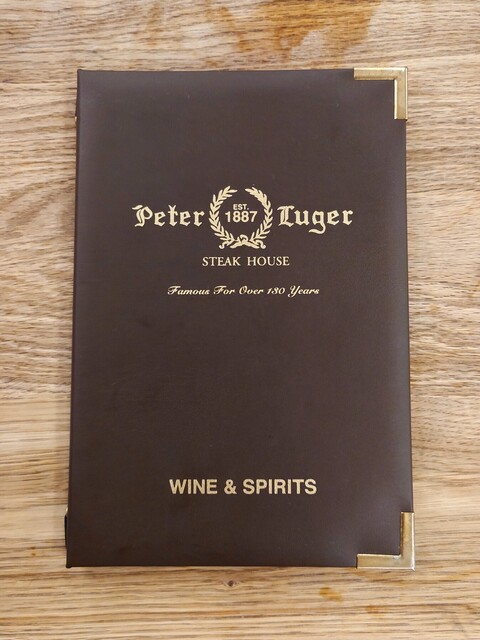 EST.
Peter 1887 Luger
STEAK HOUSE
Famous For Over 130 Years
WINE & SPIRITS